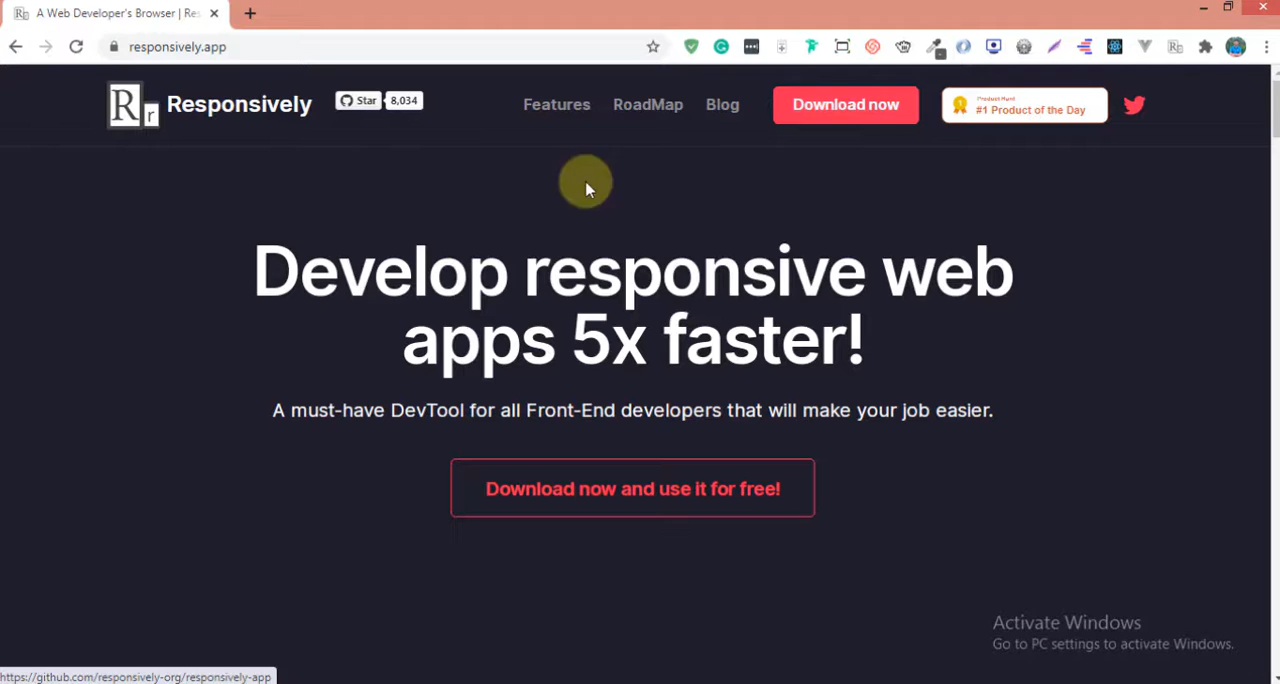 A Web Developer's Browser | Res
responsively.app
R r Responsively
Star 8,034
Features RoadMap Blog Download now
Product Hunt
#1 Product of the Day
Develop responsive web
apps 5x faster!
A must-have DevTool for all Front-End developers that will make your job easier.
Download now and use it for free!
Activate Windows
Go to PC settings to activate Windows.
https://github.com/responsively-org/responsively-app